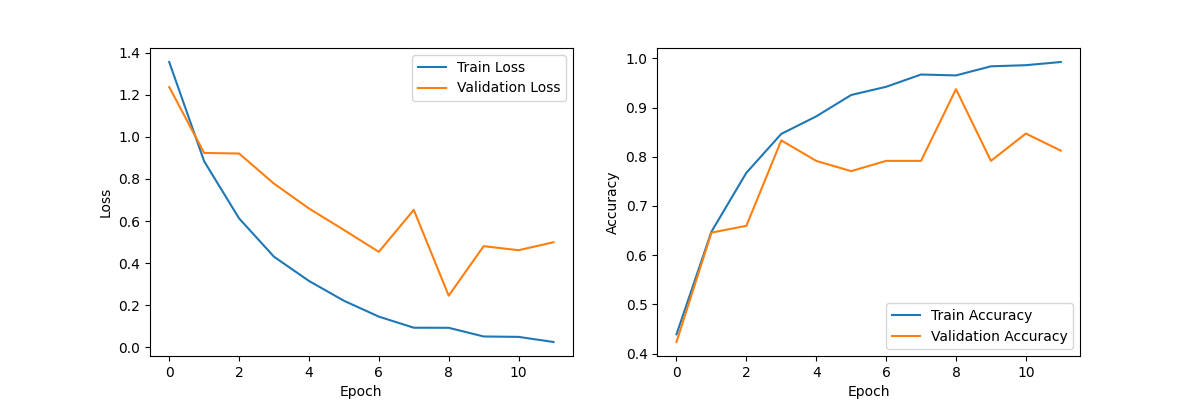 1.4
1.2
1.0
0.8
0.6
0.4
0.2
0.0
Loss
0 2 4 6 8 10
Epoch
Train Loss
Validation Loss
1.0
0.9
0.8
0.7
0.6
0.5
0.4
Accuracy
0 2 4 6 8 10
Epoch
Train Accuracy
Validation Accuracy